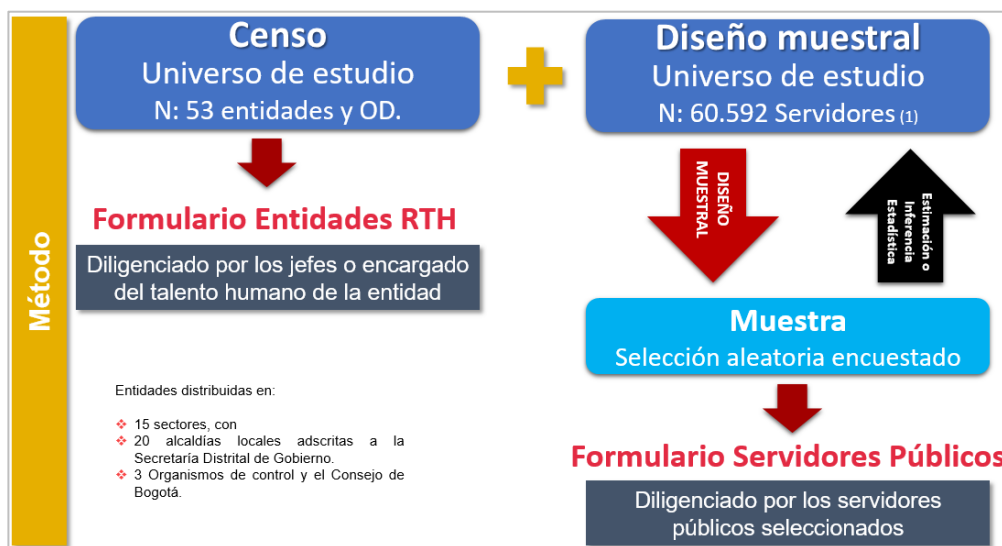 Método
Censo
Universo de estudio
N: 53 entidades y OD.
Formulario Entidades RTH
Diligenciado por los jefes o encargado
del talento humano de la entidad
Entidades distribuidas en:
❖ 15 sectores, con
❖ 20 alcaldías locales adscritas a la
Secretaría Distrital de Gobierno.
❖ 3 Organismos de control y el Consejo de
Bogotá.
Diseño muestral
Universo de estudio
N: 60.592 Servidores (1)
DISEÑO
MUESTRAL
Estimación o
Inferencia
Estadística
Muestra
Selección aleatoria encuestado
Formulario Servidores Públicos
Diligenciado por los servidores
públicos seleccionados